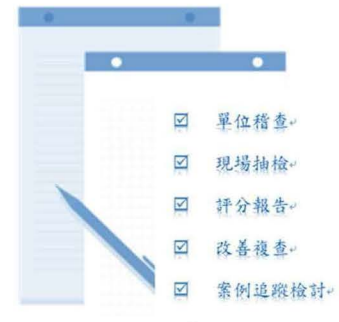 ☑ 單位稽查
☑ 現場抽檢
☑ 評分報告
☑ 改善複查
☑ 案例追蹤檢討